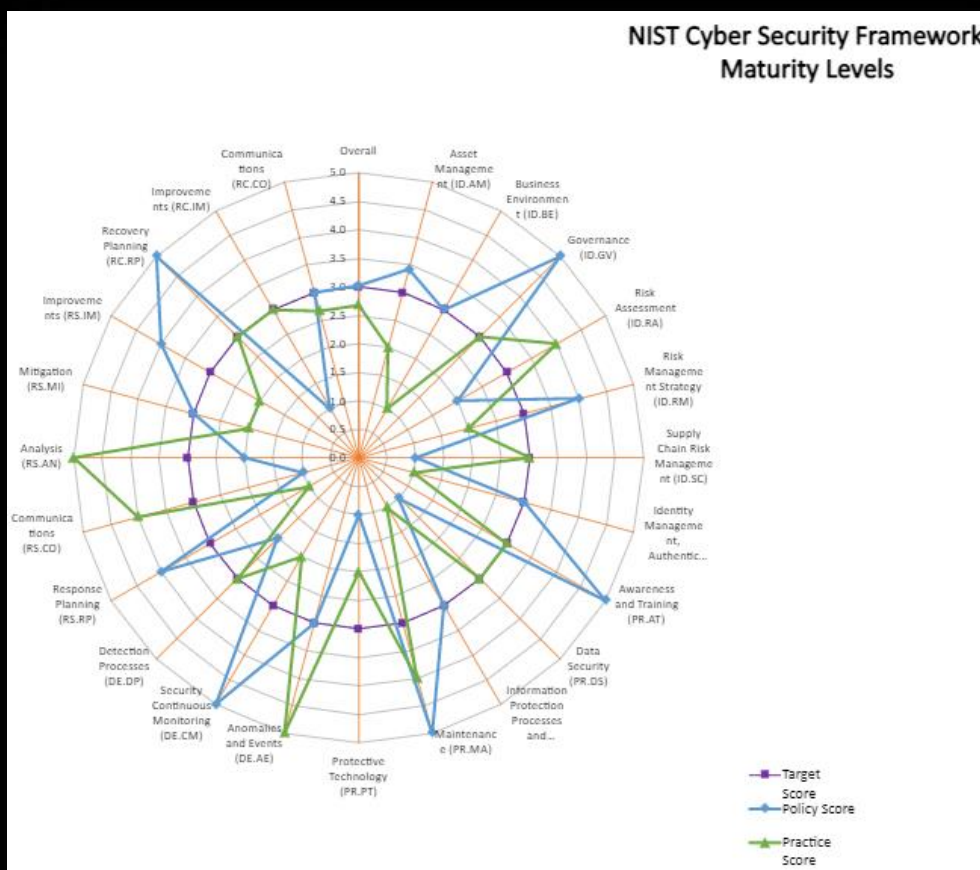 NIST Cyber Security Framework
Maturity Levels
Overall
Asset
Manageme
nt (ID.AM)
Business
Environmen
t (ID.BE)
Governance
(ID.GV)
Risk
Assessment
(ID.RA)
Risk
Manageme
nt Strategy
(ID.RM)
Supply
Chain Risk
Manageme
nt (ID.SC)
Identity
Management,
Authentic...
Awareness
and Training
(PR.AT)
Data
Security
(PR.DS)
Information
Protection
Processes
and...
Maintenanc
e (PR.MA)
Protective
Technology
(PR.PT)
Anomalies
and Events
(DE.AE)
Security
Continuous
Monitoring
(DE.CM)
Detection
Processes
(DE.DP)
Response
Planning
(RS.RP)
Communica
tions
(RS.CO)
Analysis
(RS.AN)
Mitigation
(RS.MI)
Improveme
nts (RS.IM)
Recovery
Planning
(RC.RP)
Improveme
nts (RC.IM)
Communica
tions
(RC.CO)
5.0
4.5
4.0
3.5
3.0
2.5
2.0
1.5
1.0
0.5
0.0
Target
Score
Policy Score
Practice
Score